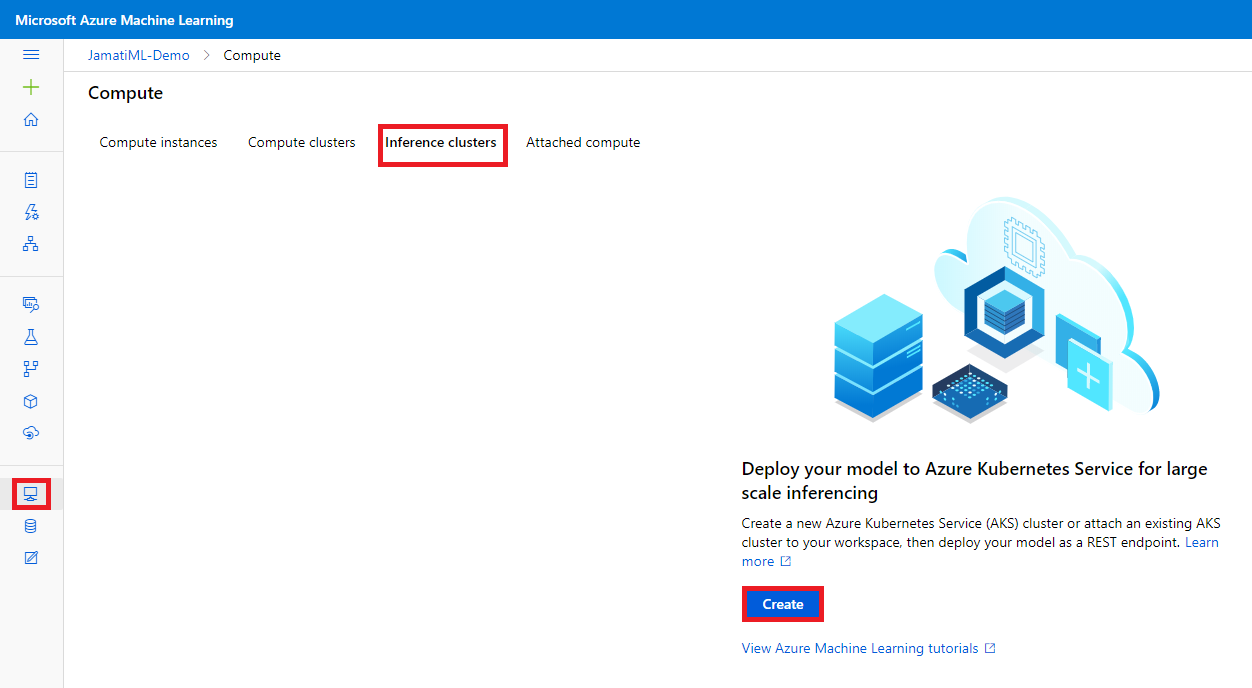 Microsoft Azure Machine Learning
JamatiML-Demo > Compute
Compute
Compute instances Compute clusters Inference clusters Attached compute
Deploy your model to Azure Kubernetes Service for large
scale inferencing
Create a new Azure Kubernetes Service (AKS) cluster or attach an existing AKS
cluster to your workspace, then deploy your model as a REST endpoint. Learn
more
Create
View Azure Machine Learning tutorials